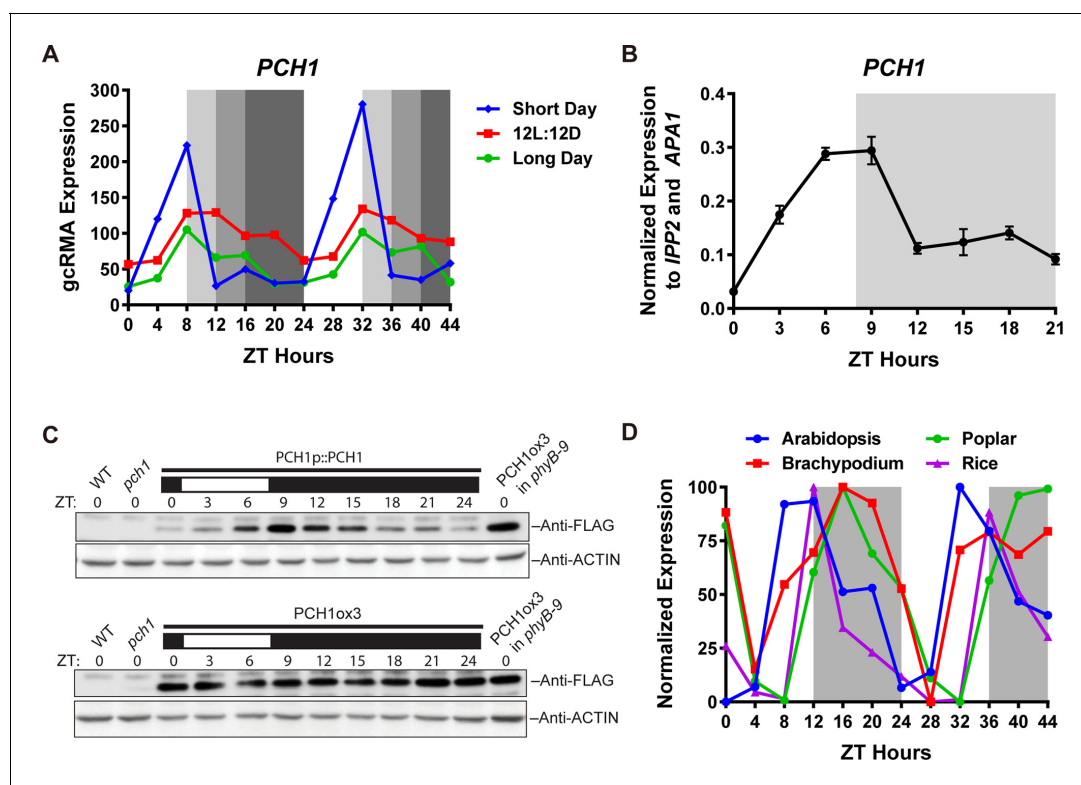 A
PCH1
gcRMA Expression
300
250
200
150
100
50
0
0 4 8 12 16 20 24 28 32 36 40 44
ZT Hours
Short Day
12L:12D
Long Day
B
PCH1
Normalized Expression
to IPP2 and APA1
0.4
0.3
0.2
0.1
0.0
0 3 6 9 12 15 18 21
ZT Hours
C
WT
pch1
PCH1p::PCH1
PCH1ox3
in phyB-9
ZT: 0 0 0 3 6 9 12 15 18 21 24 0
–Anti-FLAG
–Anti-ACTIN
WT
pch1
PCH1ox3
PCH1ox3
in phyB-9
ZT: 0 0 0 3 6 9 12 15 18 21 24 0
–Anti-FLAG
–Anti-ACTIN
D
Arabidopsis
Poplar
Brachypodium
Rice
Normalized Expression
100
75
50
25
0
0 4 8 12 16 20 24 28 32 36 40 44
ZT Hours